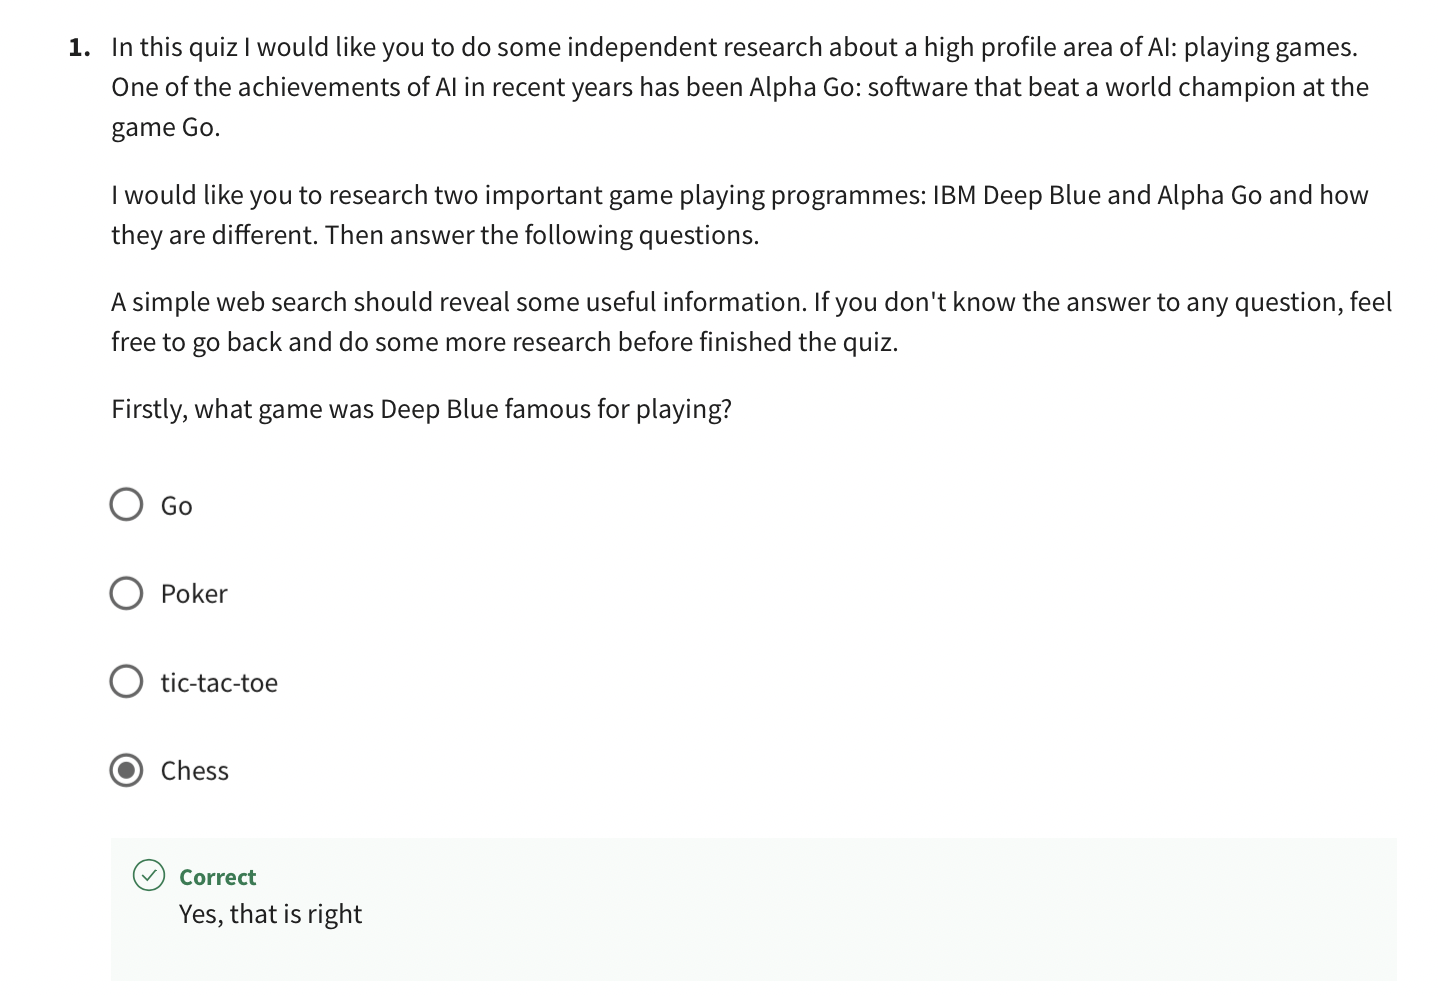 1. In this quiz I would like you to do some independent research about a high profile area of AI: playing games.
One of the achievements of AI in recent years has been Alpha Go: software that beat a world champion at the
game Go.
I would like you to research two important game playing programmes: IBM Deep Blue and Alpha Go and how
they are different. Then answer the following questions.
A simple web search should reveal some useful information. If you don't know the answer to any question, feel
free to go back and do some more research before finished the quiz.
Firstly, what game was Deep Blue famous for playing?
Go
Poker
tic-tac-toe
Chess
Correct
Yes, that is right